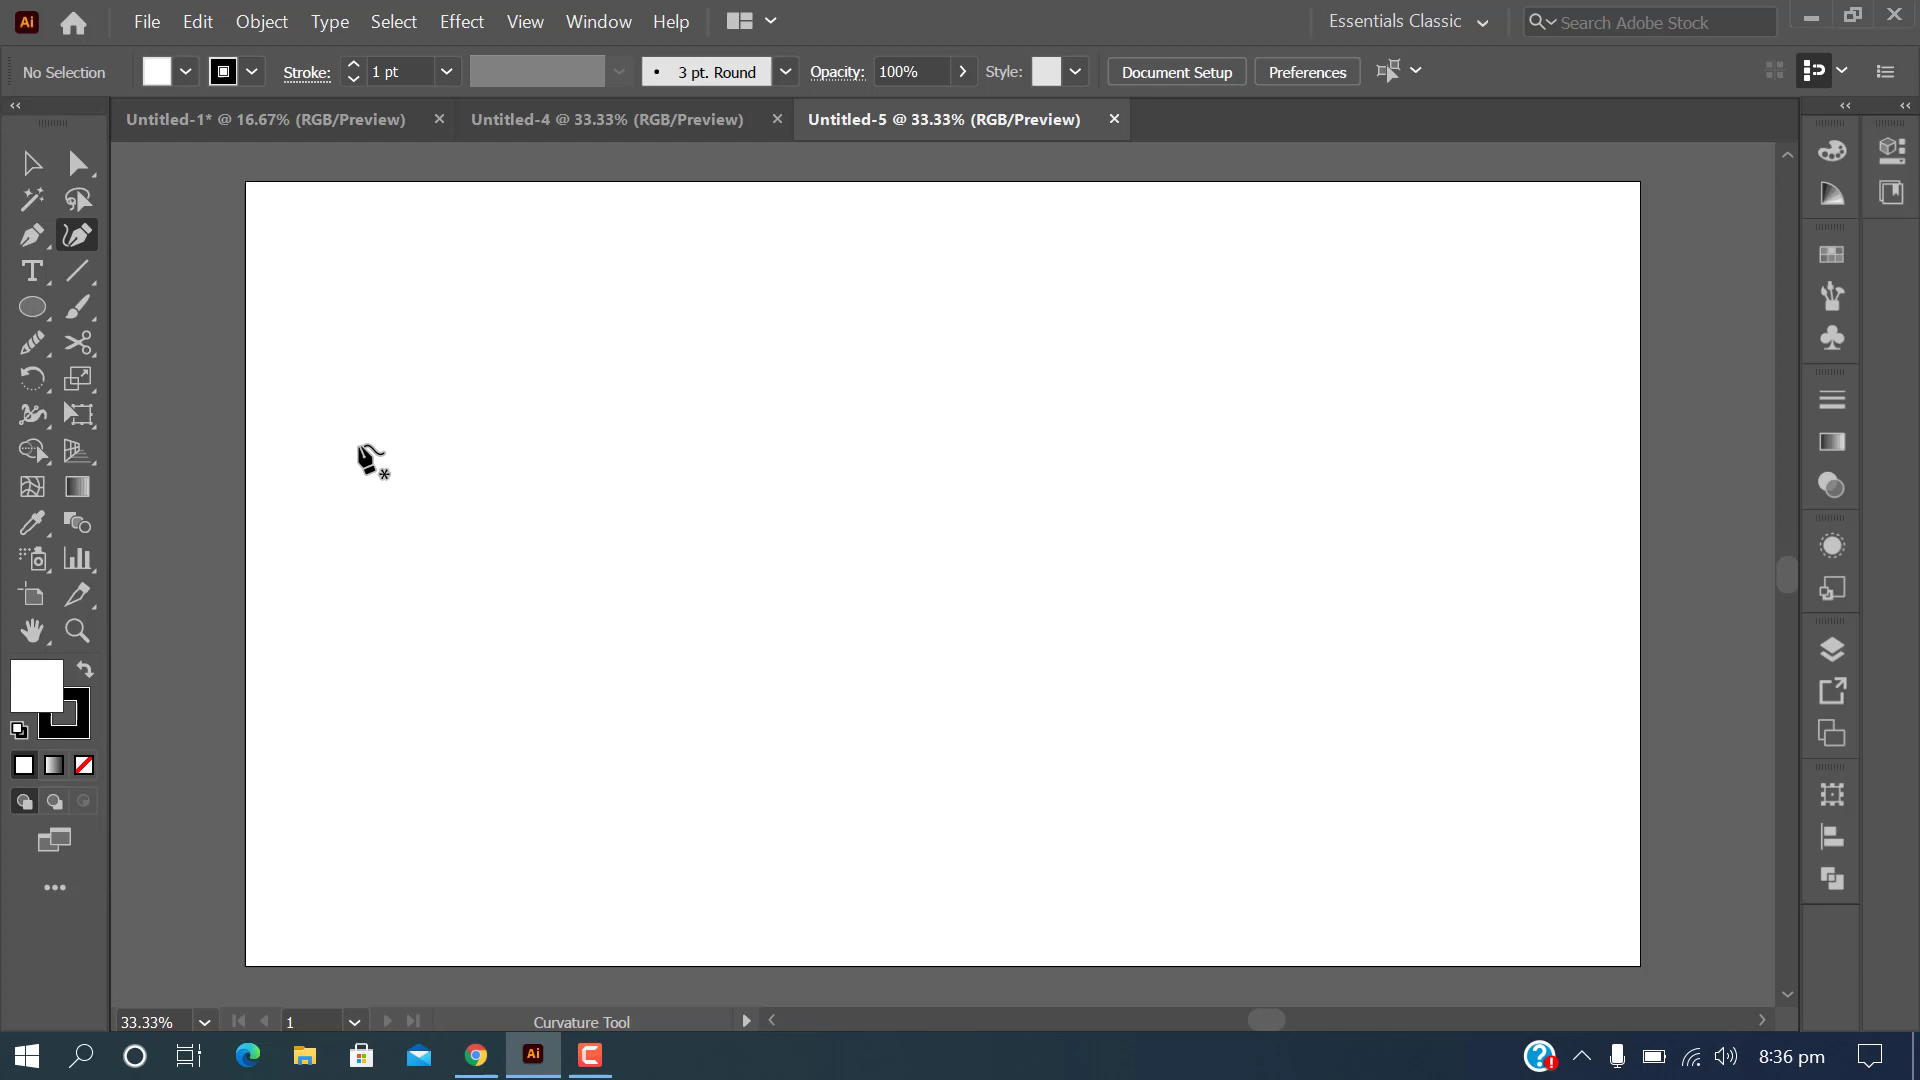 Ai File Edit Object Type Select Effect View Window Help Essentials Classic Search Adobe Stock
No Selection Stroke: 1 pt 3 pt. Round Opacity: 100% Style: Document Setup Preferences
Untitled-1* @ 16.67% (RGB/Preview) Untitled-4 @ 33.33% (RGB/Preview) Untitled-5 @ 33.33% (RGB/Preview)
33.33% 1 Curvature Tool
Ai 8:36 pm